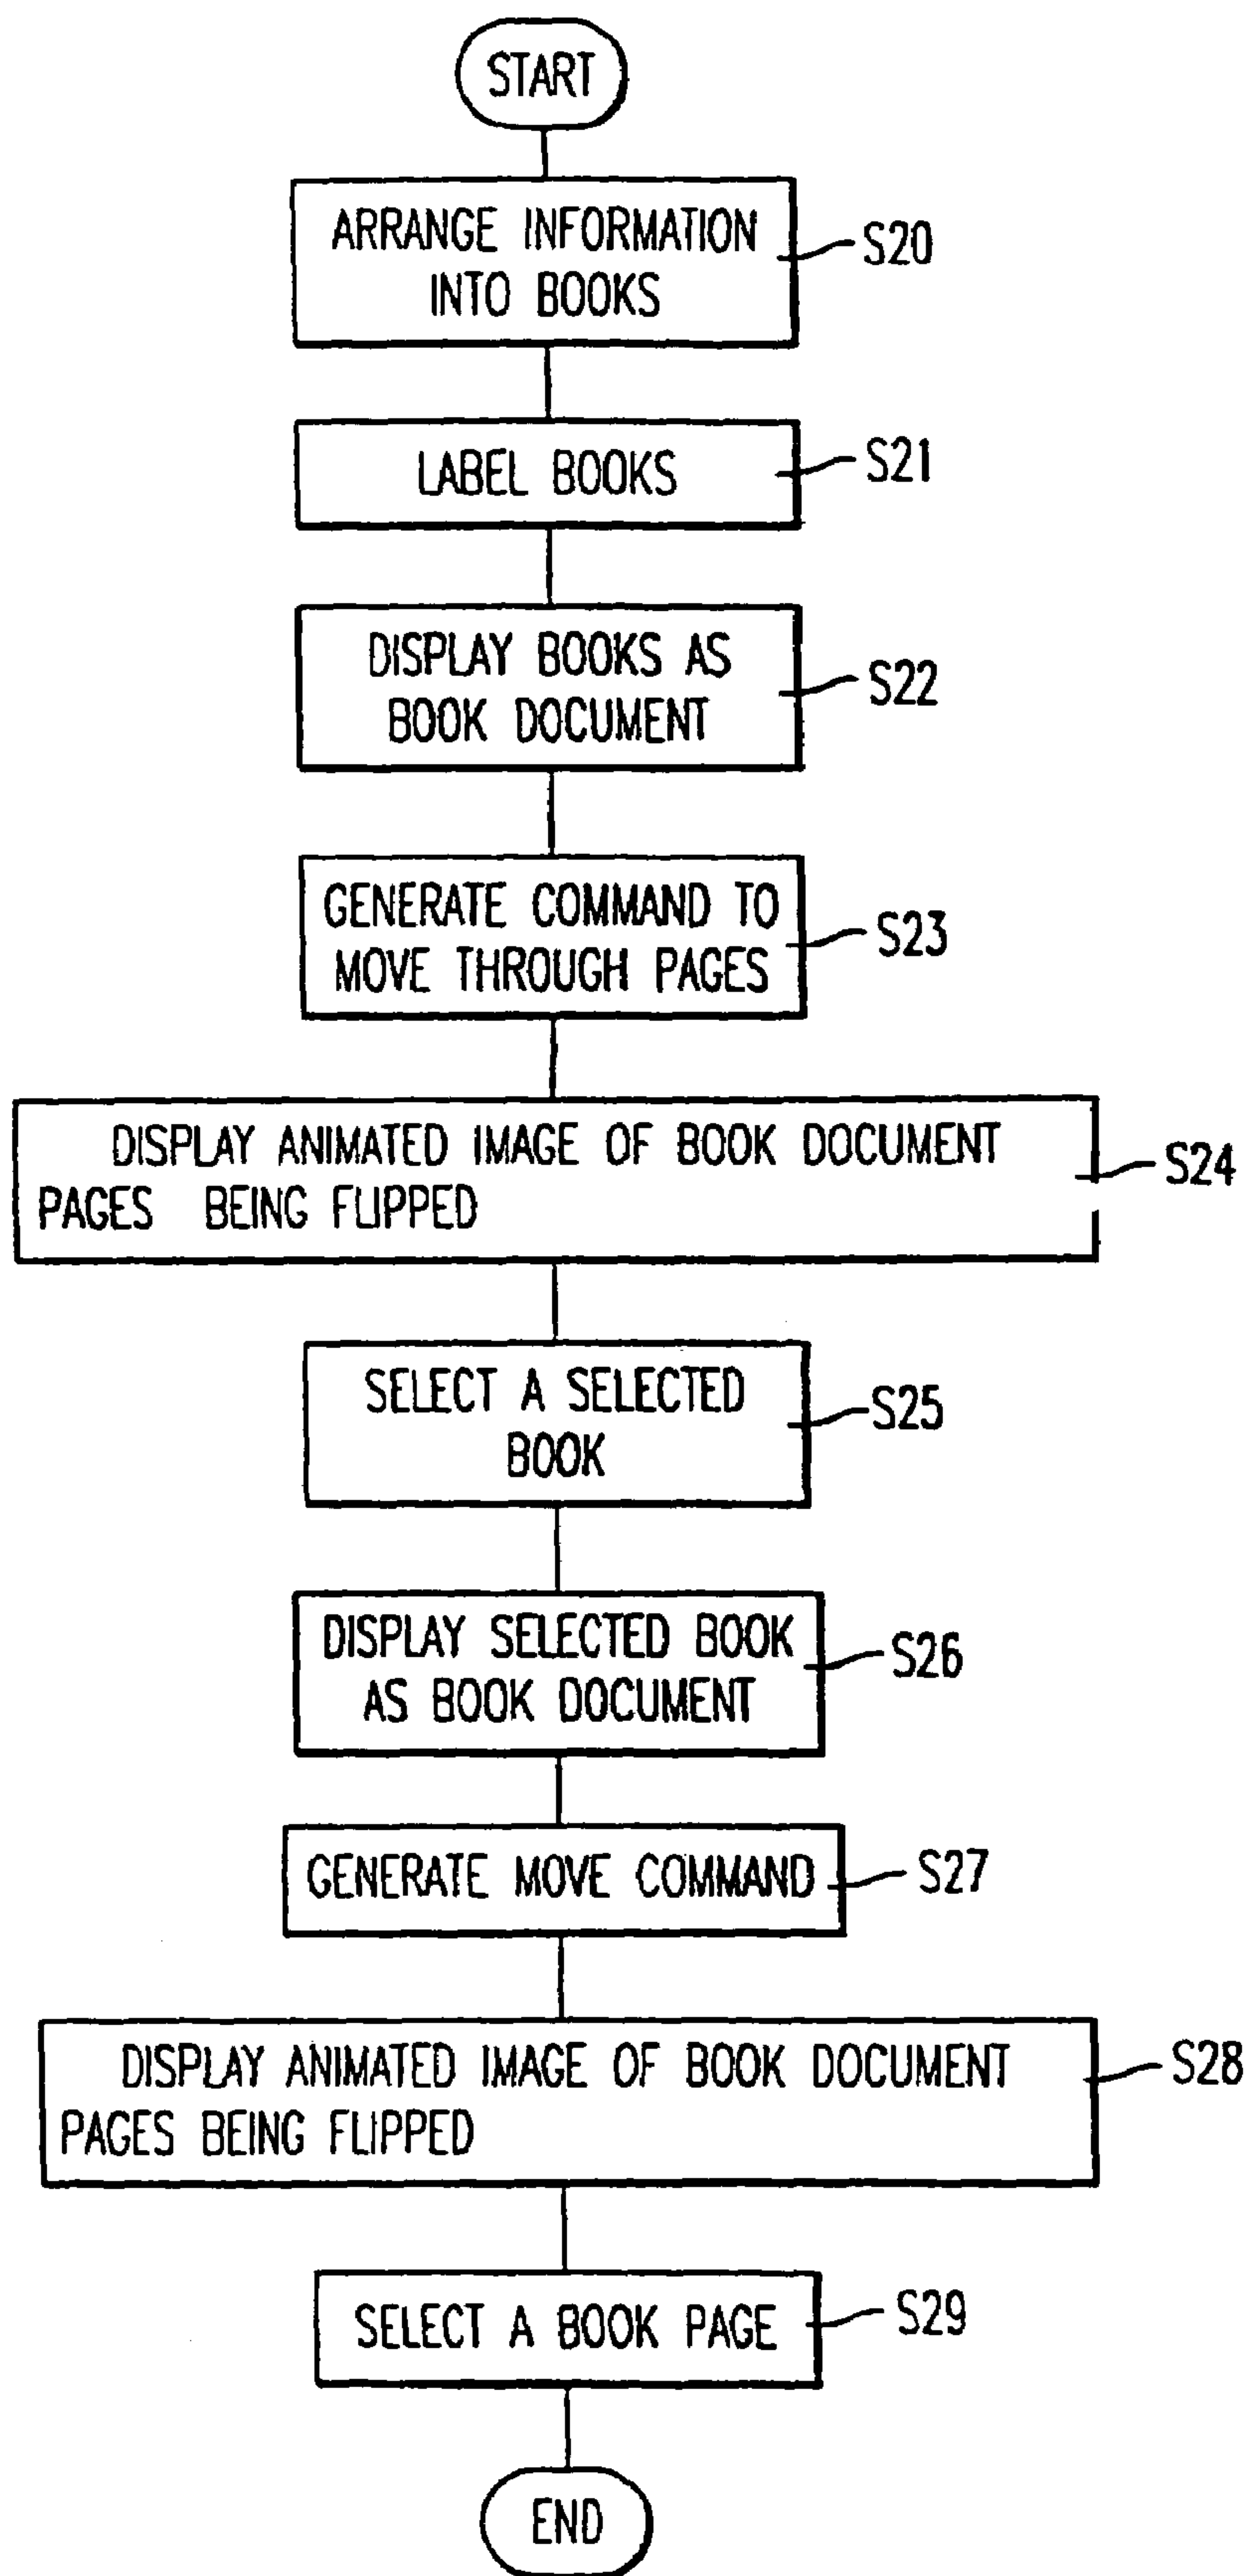 START
ARRANGE INFORMATION
INTO BOOKS
S20
LABEL BOOKS
S21
DISPLAY BOOKS AS
BOOK DOCUMENT
S22
GENERATE COMMAND TO
MOVE THROUGH PAGES
S23
DISPLAY ANIMATED IMAGE OF BOOK DOCUMENT
PAGES BEING FLIPPED
S24
SELECT A SELECTED
BOOK
S25
DISPLAY SELECTED BOOK
AS BOOK DOCUMENT
S26
GENERATE MOVE COMMAND
S27
DISPLAY ANIMATED IMAGE OF BOOK DOCUMENT
PAGES BEING FLIPPED
S28
SELECT A BOOK PAGE
S29
END